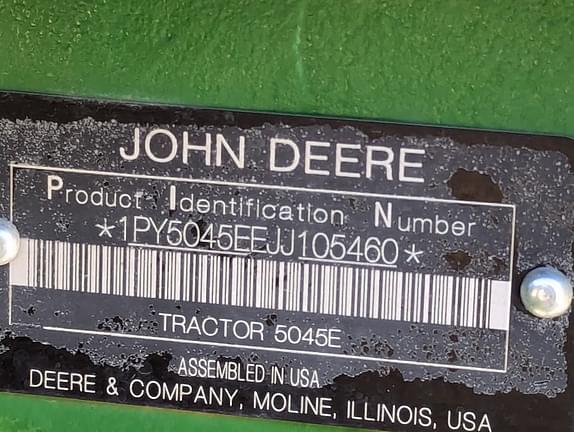 JOHN DEERE
Product Identification Number
*1PY5045EEJJ105460*
TRACTOR 5045E
ASSEMBLED IN USA
DEERE & COMPANY, MOLINE, ILLINOIS, USA